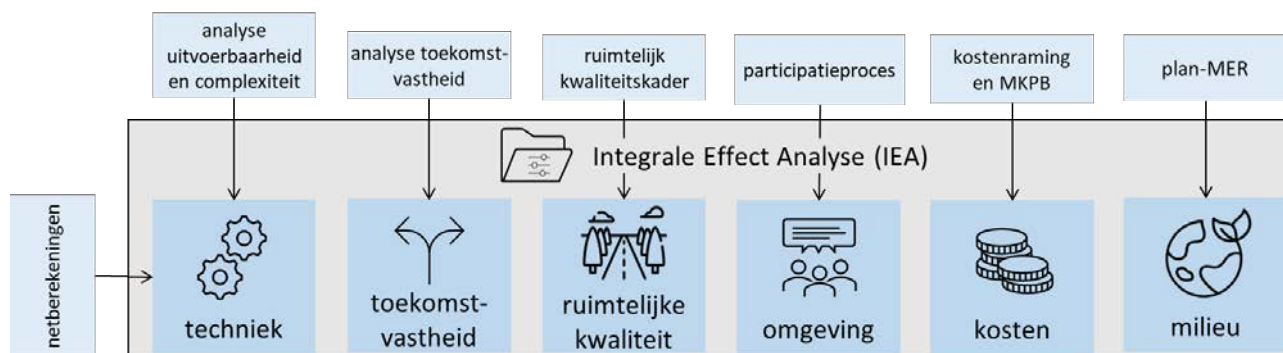 analyse
uitvoerbaarheid
en complexiteit
analyse toekomst-
vastheid
ruimtelijk
kwaliteitskader
participatieproces
kostenraming
en MKPB
plan-MER
Integrale Effect Analyse (IEA)
netberekeningen
techniek
toekomst-
vastheid
ruimtelijke
kwaliteit
omgeving
kosten
milieu